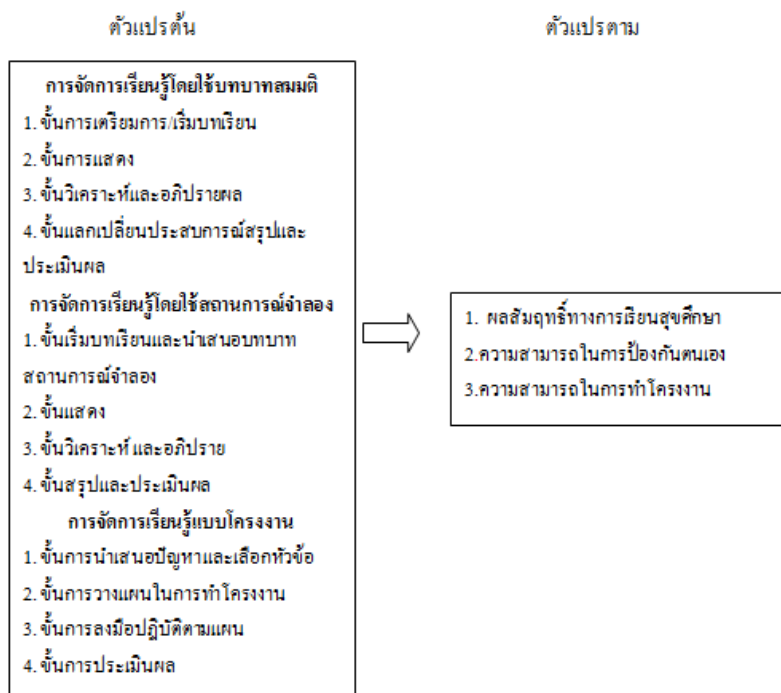 ตัวแปรต้น
ตัวแปรตาม
การจัดการเรียนรู้โดยใช้บทบาทสมมติ
1. ขั้นการเตรียมการ/เริ่มบทเรียน
2. ขั้นการแสดง
3. ขั้นวิเคราะห์และอภิปรายผล
4. ขั้นแลกเปลี่ยนประสบการณ์สรุปและ
ประเมินผล
การจัดการเรียนรู้โดยใช้สถานการณ์จำลอง
1. ขั้นเริ่มบทเรียนและนำเสนอบทบาท
สถานการณ์จำลอง
2. ขั้นแสดง
3. ขั้นวิเคราะห์ และอภิปราย
4. ขั้นสรุปและประเมินผล
การจัดการเรียนรู้แบบโครงงาน
1. ขั้นการนำเสนอปัญหาและเลือกหัวข้อ
2. ขั้นการวางแผนในการทำโครงงาน
3. ขั้นการลงมือปฏิบัติตามแผน
4. ขั้นการประเมินผล
1. ผลสัมฤทธิ์ทางการเรียนสุขศึกษา
2.ความสามารถในการป้องกันตนเอง
3.ความสามารถในการทำโครงงาน